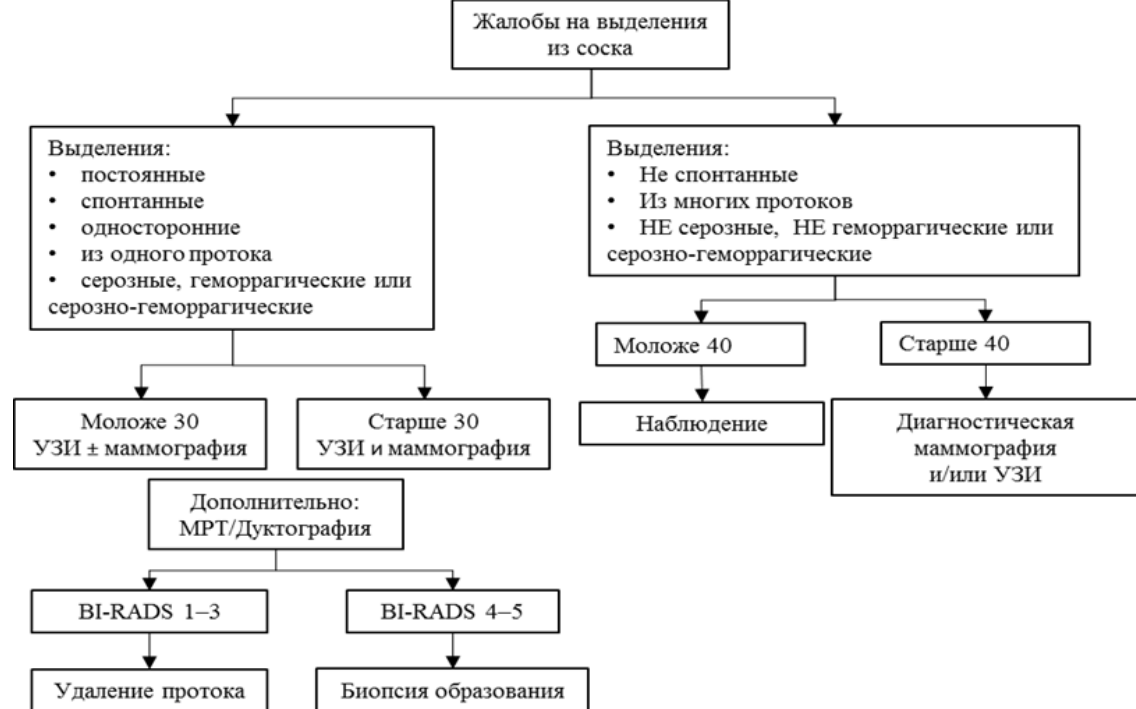 Жалобы на выделения
из соска
Выделения:
• постоянные
• спонтанные
• односторонние
• из одного протока
• серозные, геморрагические или
серозно-геморрагические
Выделения:
• Не спонтанные
• Из многих протоков
• НЕ серозные, НЕ геморрагические или
серозно-геморрагические
Моложе 40
Старше 40
Моложе 30
УЗИ ± маммография
Старше 30
УЗИ и маммография
Наблюдение
Диагностическая
маммография
и/или УЗИ
Дополнительно:
МРТ/Дуктография
BI-RADS 1–3
BI-RADS 4–5
Удаление протока
Биопсия образования